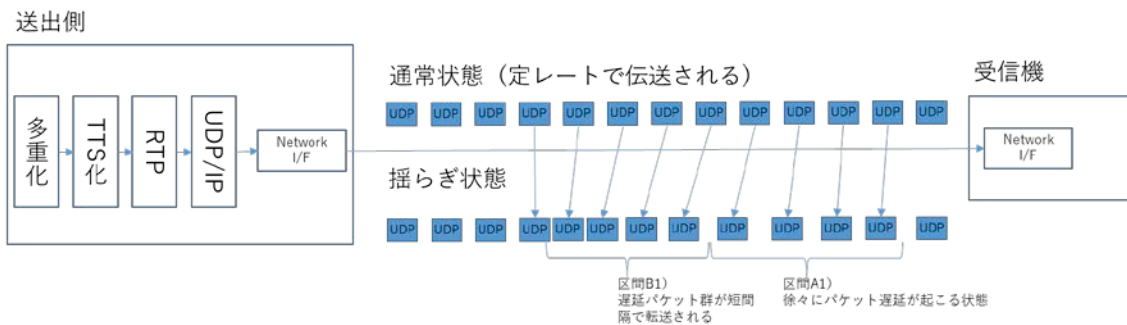 送出側
多重化
TTS化
RTP
UDP/IP
Network
I/F
通常状態（定レートで伝送される）
UDP UDP UDP UDP UDP UDP UDP UDP UDP UDP UDP UDP UDP
揺らぎ状態
UDP UDP UDP UDP UDP UDP UDP UDP UDP UDP UDP UDP UDP
区間B1）
遅延パケット群が短間
隔で転送される
区間A1）
徐々にパケット遅延が起こる状態
受信機
Network
I/F